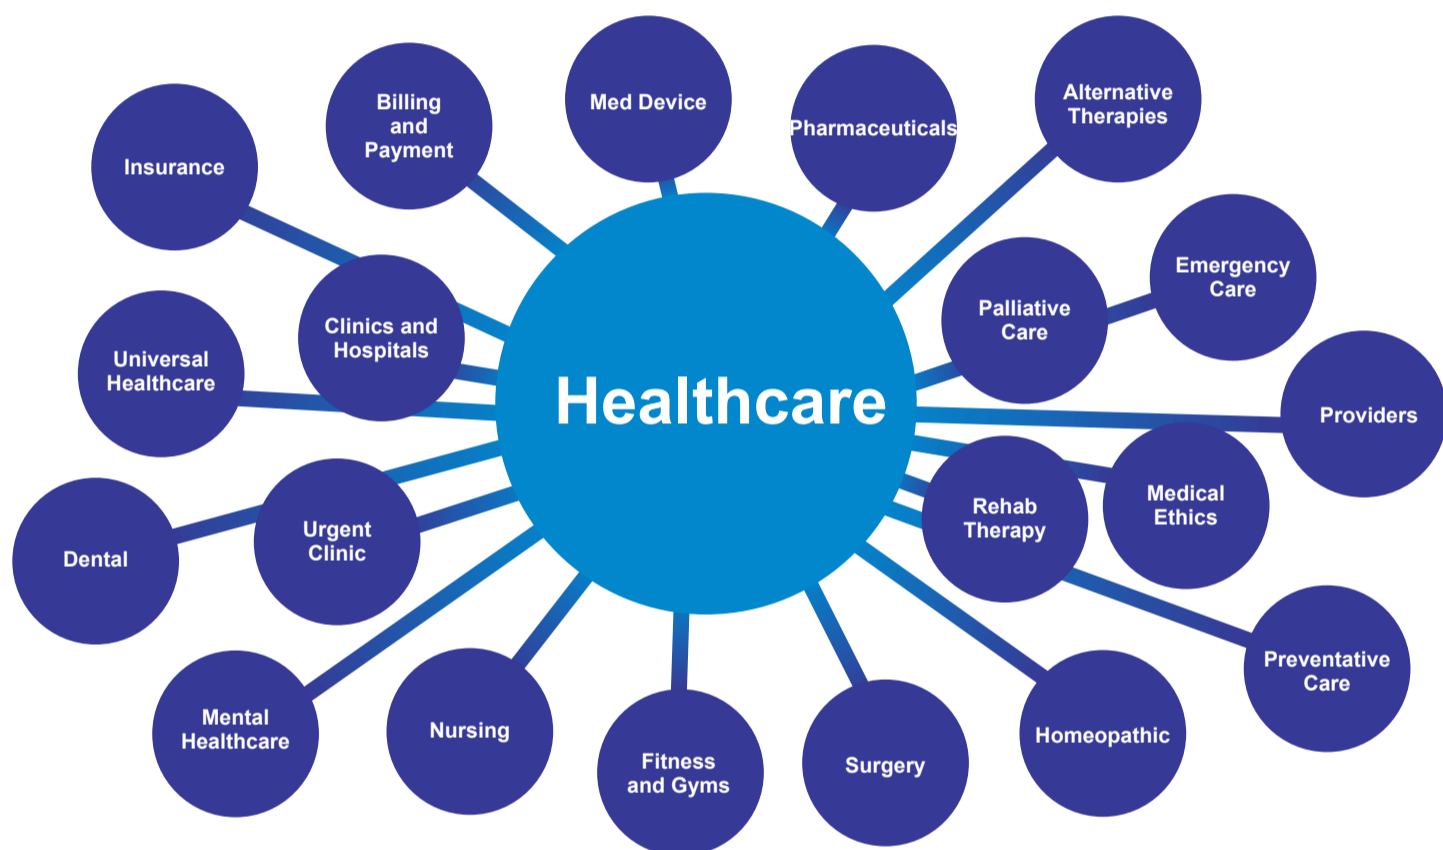 Med Device
Billing
and
Payment
Pharmaceuticals
Alternative
Therapies
Insurance
Emergency
Care
Palliative
Care
Clinics and
Hospitals
Universal
Healthcare
Healthcare
Providers
Medical
Ethics
Rehab
Therapy
Urgent
Clinic
Dental
Preventative
Care
Mental
Healthcare
Nursing
Fitness
and Gyms
Surgery
Homeopathic